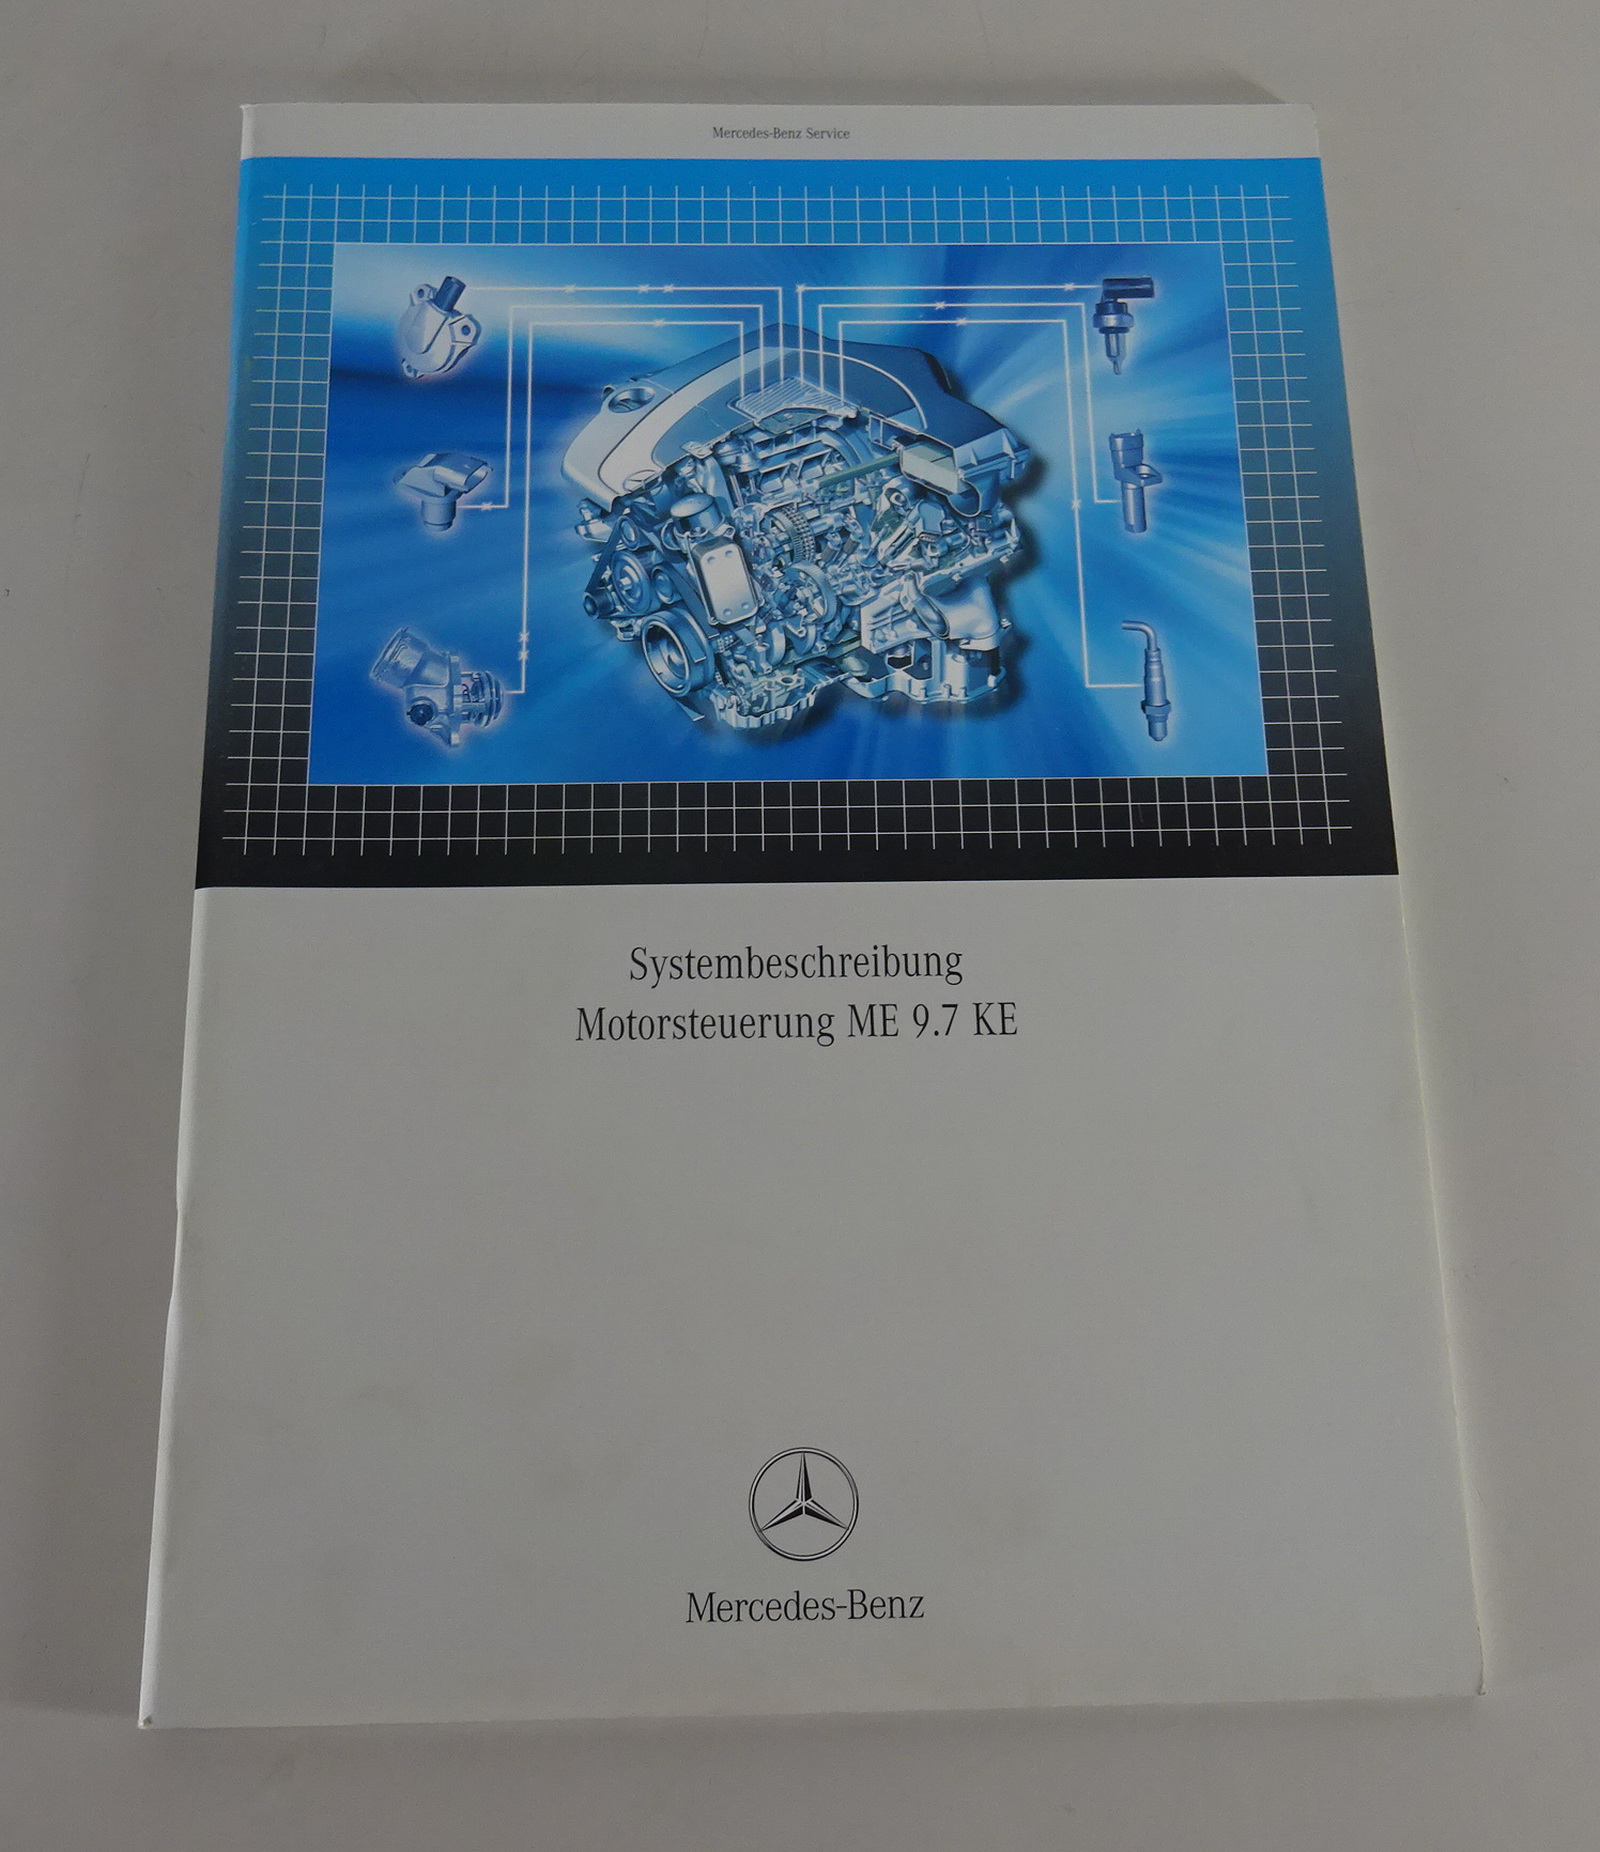 Mercedes-Benz Service
Systembeschreibung
Motorsteuerung ME 9.7 KE
Mercedes-Benz